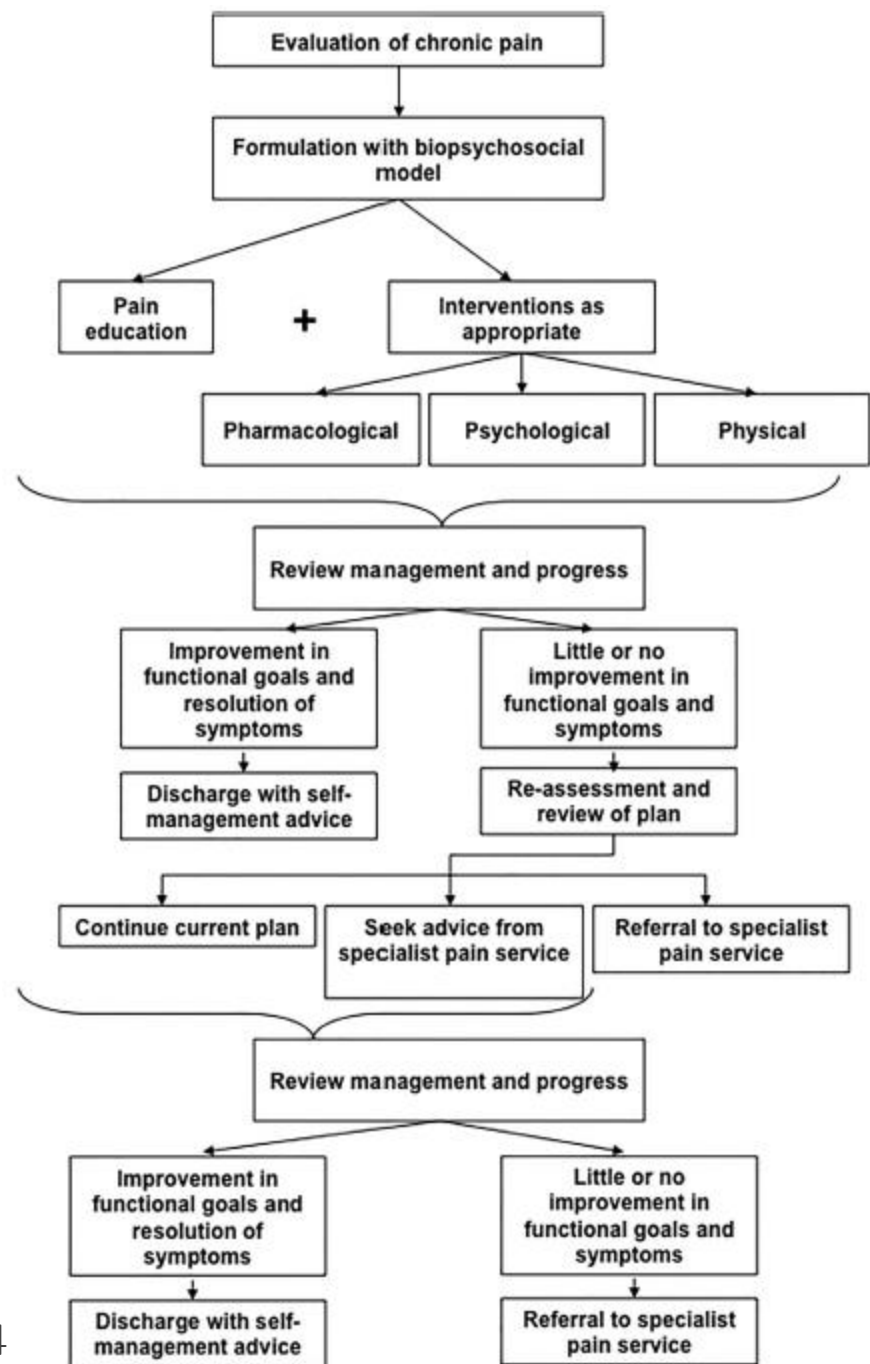 Evaluation of chronic pain
Formulation with biopsychosocial
model
Pain
education
+
Interventions as
appropriate
Pharmacological
Psychological
Physical
Review management and progress
Improvement in
functional goals and
resolution of
symptoms
Little or no
improvement in
functional goals and
symptoms
Discharge with self-
management advice
Re-assessment and
review of plan
Continue current plan
Seek advice from
specialist pain service
Referral to specialist
pain service
Review management and progress
Improvement in
functional goals and
resolution of
symptoms
Little or no
improvement in
functional goals and
symptoms
Discharge with self-
management advice
Referral to specialist
pain service